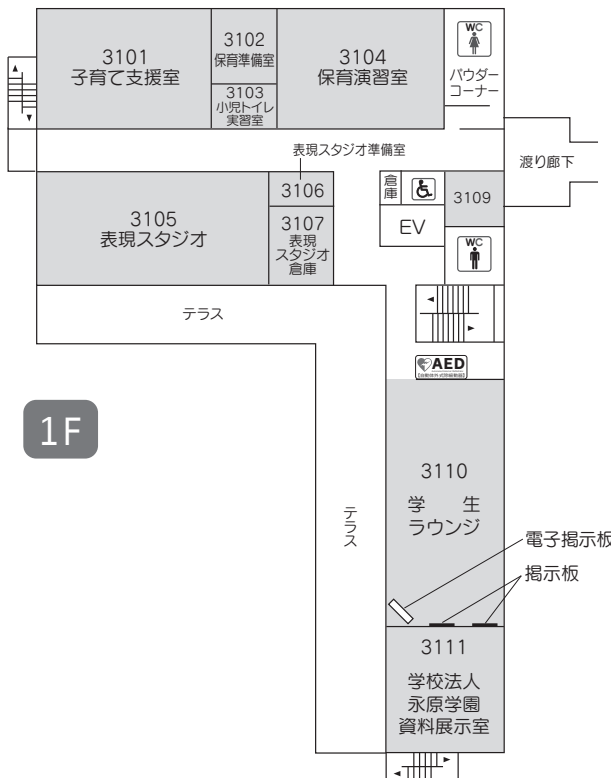 3101
子育て支援室
3102
保育準備室
3103
小児トイレ
実習室
3104
保育演習室
WC
パウダー
コーナー
渡り廊下
表現スタジオ準備室
3105
表現スタジオ
3106
3107
表現
スタジオ
倉庫
倉庫
EV
3109
WC
テラス
AED
1F
テラス
3110
学 生
ラウンジ
電子掲示板
掲示板
3111
学校法人
永原学園
資料展示室